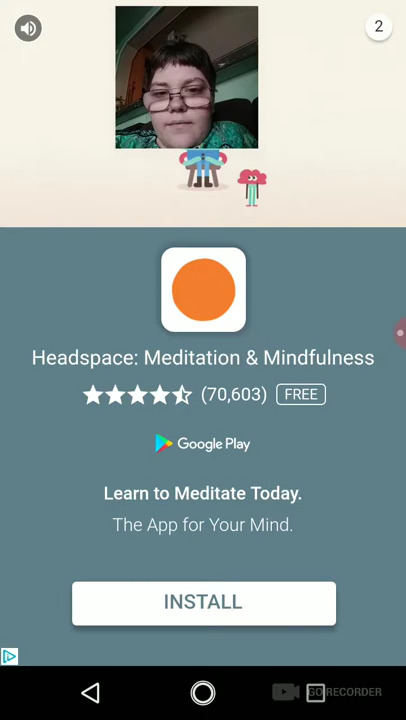 2
Headspace: Meditation & Mindfulness
(70,603) FREE
Google Play
Learn to Meditate Today.
The App for Your Mind.
INSTALL
GO RECORDER